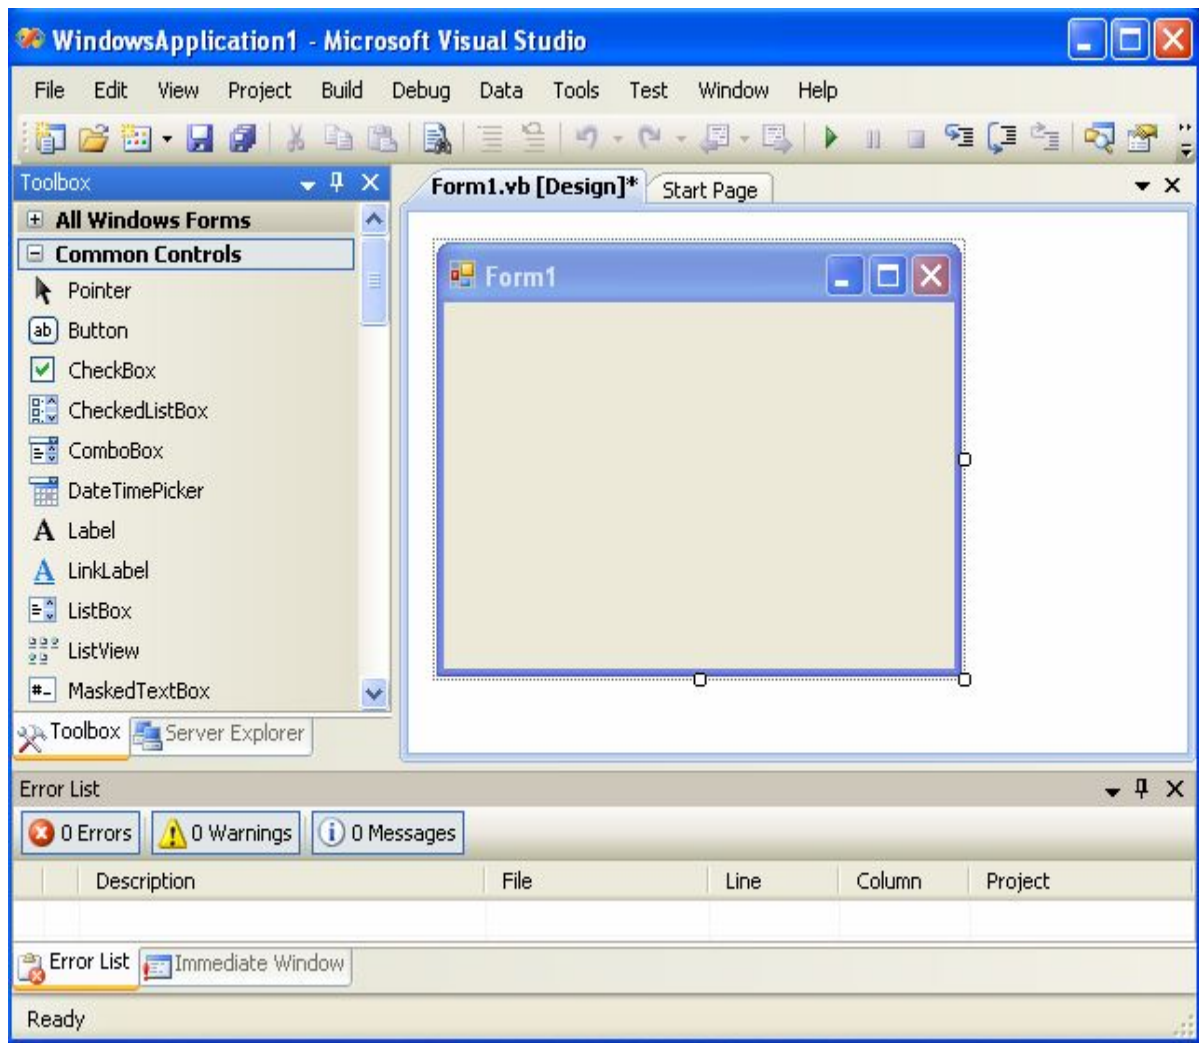 WindowsApplication1 - Microsoft Visual Studio
File Edit View Project Build Debug Data Tools Test Window Help
Toolbox
All Windows Forms
Common Controls
Pointer
ab Button
CheckBox
CheckedListBox
ComboBox
DateTimePicker
A Label
A LinkLabel
ListBox
ListView
#_ MaskedTextBox
Toolbox Server Explorer
Form1.vb [Design]* Start Page
Form1
Error List
0 Errors 0 Warnings 0 Messages
Description File Line Column Project
Error List Immediate Window
Ready